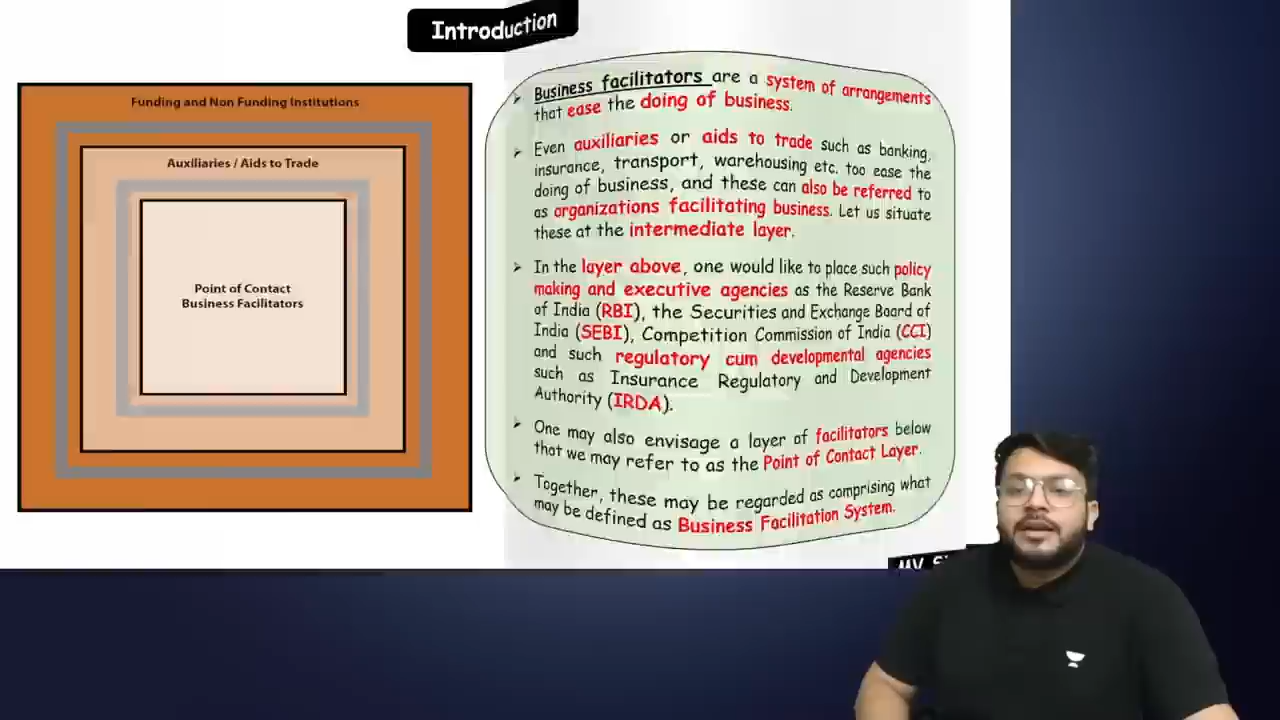 Introduction
Funding and Non Funding Institutions
Auxiliaries / Aids to Trade
Point of Contact
Business Facilitators
Business facilitators are a system of arrangements
that ease the doing of business.
Even auxiliaries or aids to trade such as banking,
insurance, transport, warehousing etc. too ease the
doing of business, and these can also be referred to
as organizations facilitating business. Let us situate
these at the intermediate layer.
In the layer above, one would like to place such policy
making and executive agencies as the Reserve Bank
of India (RBI), the Securities and Exchange Board of
India (SEBI), Competition Commission of India (CCI)
and such regulatory cum developmental agencies
such as Insurance Regulatory and Development
Authority (IRDA).
One may also envisage a layer of facilitators below
that we may refer to as the Point of Contact Layer.
Together, these may be regarded as comprising what
may be defined as Business Facilitation System.